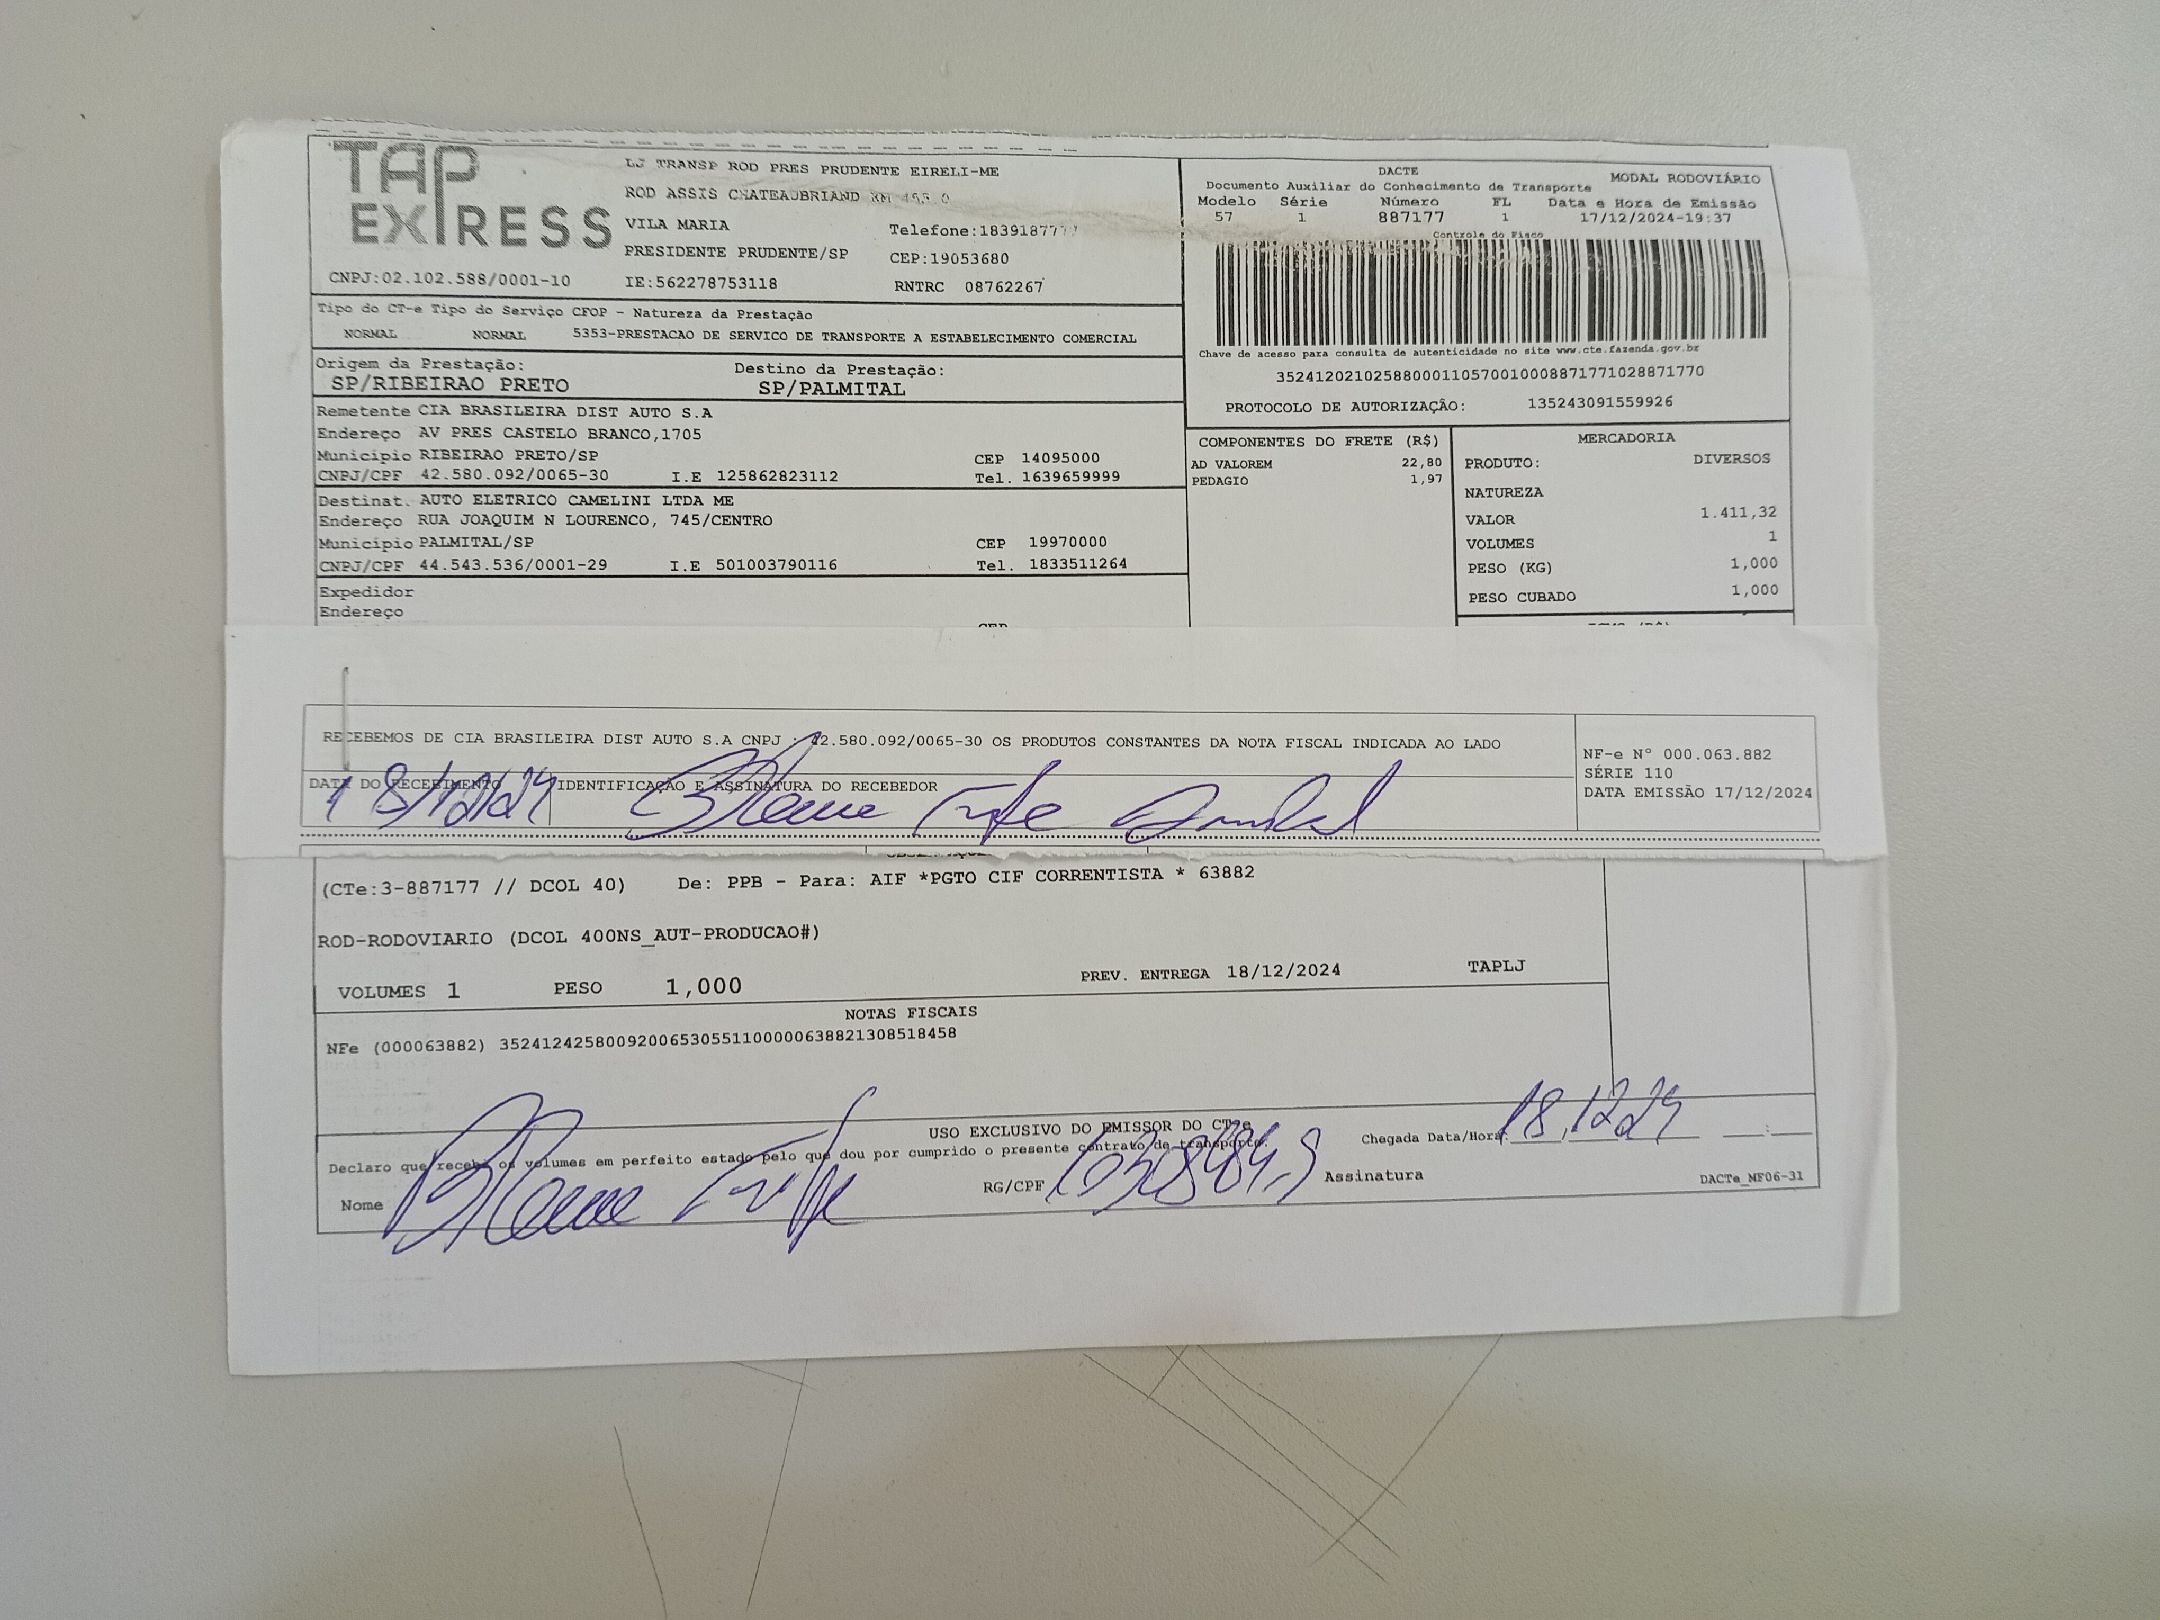 TAP
EXPRESS
LJ TRANSP ROD PRES PRUDENTE EIRELI-ME
ROD ASSIS CHATEAUBRIAND KM 455 0
VILA MARIA
Telefone:1839187777
PRESIDENTE PRUDENTE/SP
CEP:19053680
CNPJ:02.102.588/0001-10
IE:562278753118
RNTRC 08762267
DACTE
MODAL RODOVIÁRIO
Documento Auxiliar do Conhecimento de Transporte
Modelo Série Número FL Data e Hora de Emissão
57 1 887177 1 17/12/2024-19:37
Controle do Fisco
Chave de acesso para consulta de autenticidade no site www.cte.fazenda.gov.br
35241202102588000110570010008871771028871770
PROTOCOLO DE AUTORIZAÇÃO: 135243091559926
Tipo do CT-e Tipo do Serviço CFOP - Natureza da Prestação
NORMAL NORMAL 5353-PRESTACAO DE SERVICO DE TRANSPORTE A ESTABELECIMENTO COMERCIAL
Origem da Prestação: Destino da Prestação:
SP/RIBEIRAO PRETO SP/PALMITAL
Remetente CIA BRASILEIRA DIST AUTO S.A
Endereço AV PRES CASTELO BRANCO,1705
Município RIBEIRAO PRETO/SP CEP 14095000
CNPJ/CPF 42.580.092/0065-30 I.E 125862823112 Tel. 1639659999
Destinat. AUTO ELETRICO CAMELINI LTDA ME
Endereço RUA JOAQUIM N LOURENCO, 745/CENTRO
Município PALMITAL/SP CEP 19970000
CNPJ/CPF 44.543.536/0001-29 I.E 501003790116 Tel. 1833511264
Expedidor
Endereço
COMPONENTES DO FRETE (R$)
AD VALOREM 22,80
PEDAGIO 1,97
MERCADORIA
PRODUTO: DIVERSOS
NATUREZA
VALOR 1.411,32
VOLUMES 1
PESO (KG) 1,000
PESO CUBADO 1,000
RECEBEMOS DE CIA BRASILEIRA DIST AUTO S.A CNPJ : 42.580.092/0065-30 OS PRODUTOS CONSTANTES DA NOTA FISCAL INDICADA AO LADO
DATA DO RECEBIMENTO IDENTIFICAÇÃO E ASSINATURA DO RECEBEDOR
18/12/24
NF-e N° 000.063.882
SÉRIE 110
DATA EMISSÃO 17/12/2024
(CTe:3-887177 // DCOL 40) De: PPB - Para: AIF *PGTO CIF CORRENTISTA * 63882
ROD-RODOVIARIO (DCOL 400NS_AUT-PRODUCAO#)
VOLUMES 1 PESO 1,000 PREV. ENTREGA 18/12/2024 TAPLJ
NOTAS FISCAIS
NFe (000063882) 35241242580092006530551100000638821308518458
USO EXCLUSIVO DO EMISSOR DO CTe
Declaro que recebi os volumes em perfeito estado pelo que dou por cumprido o presente contrato de transporte.
Chegada Data/Hora: 18.12.24
Nome RG/CPF Assinatura
DACTe_MF06-31